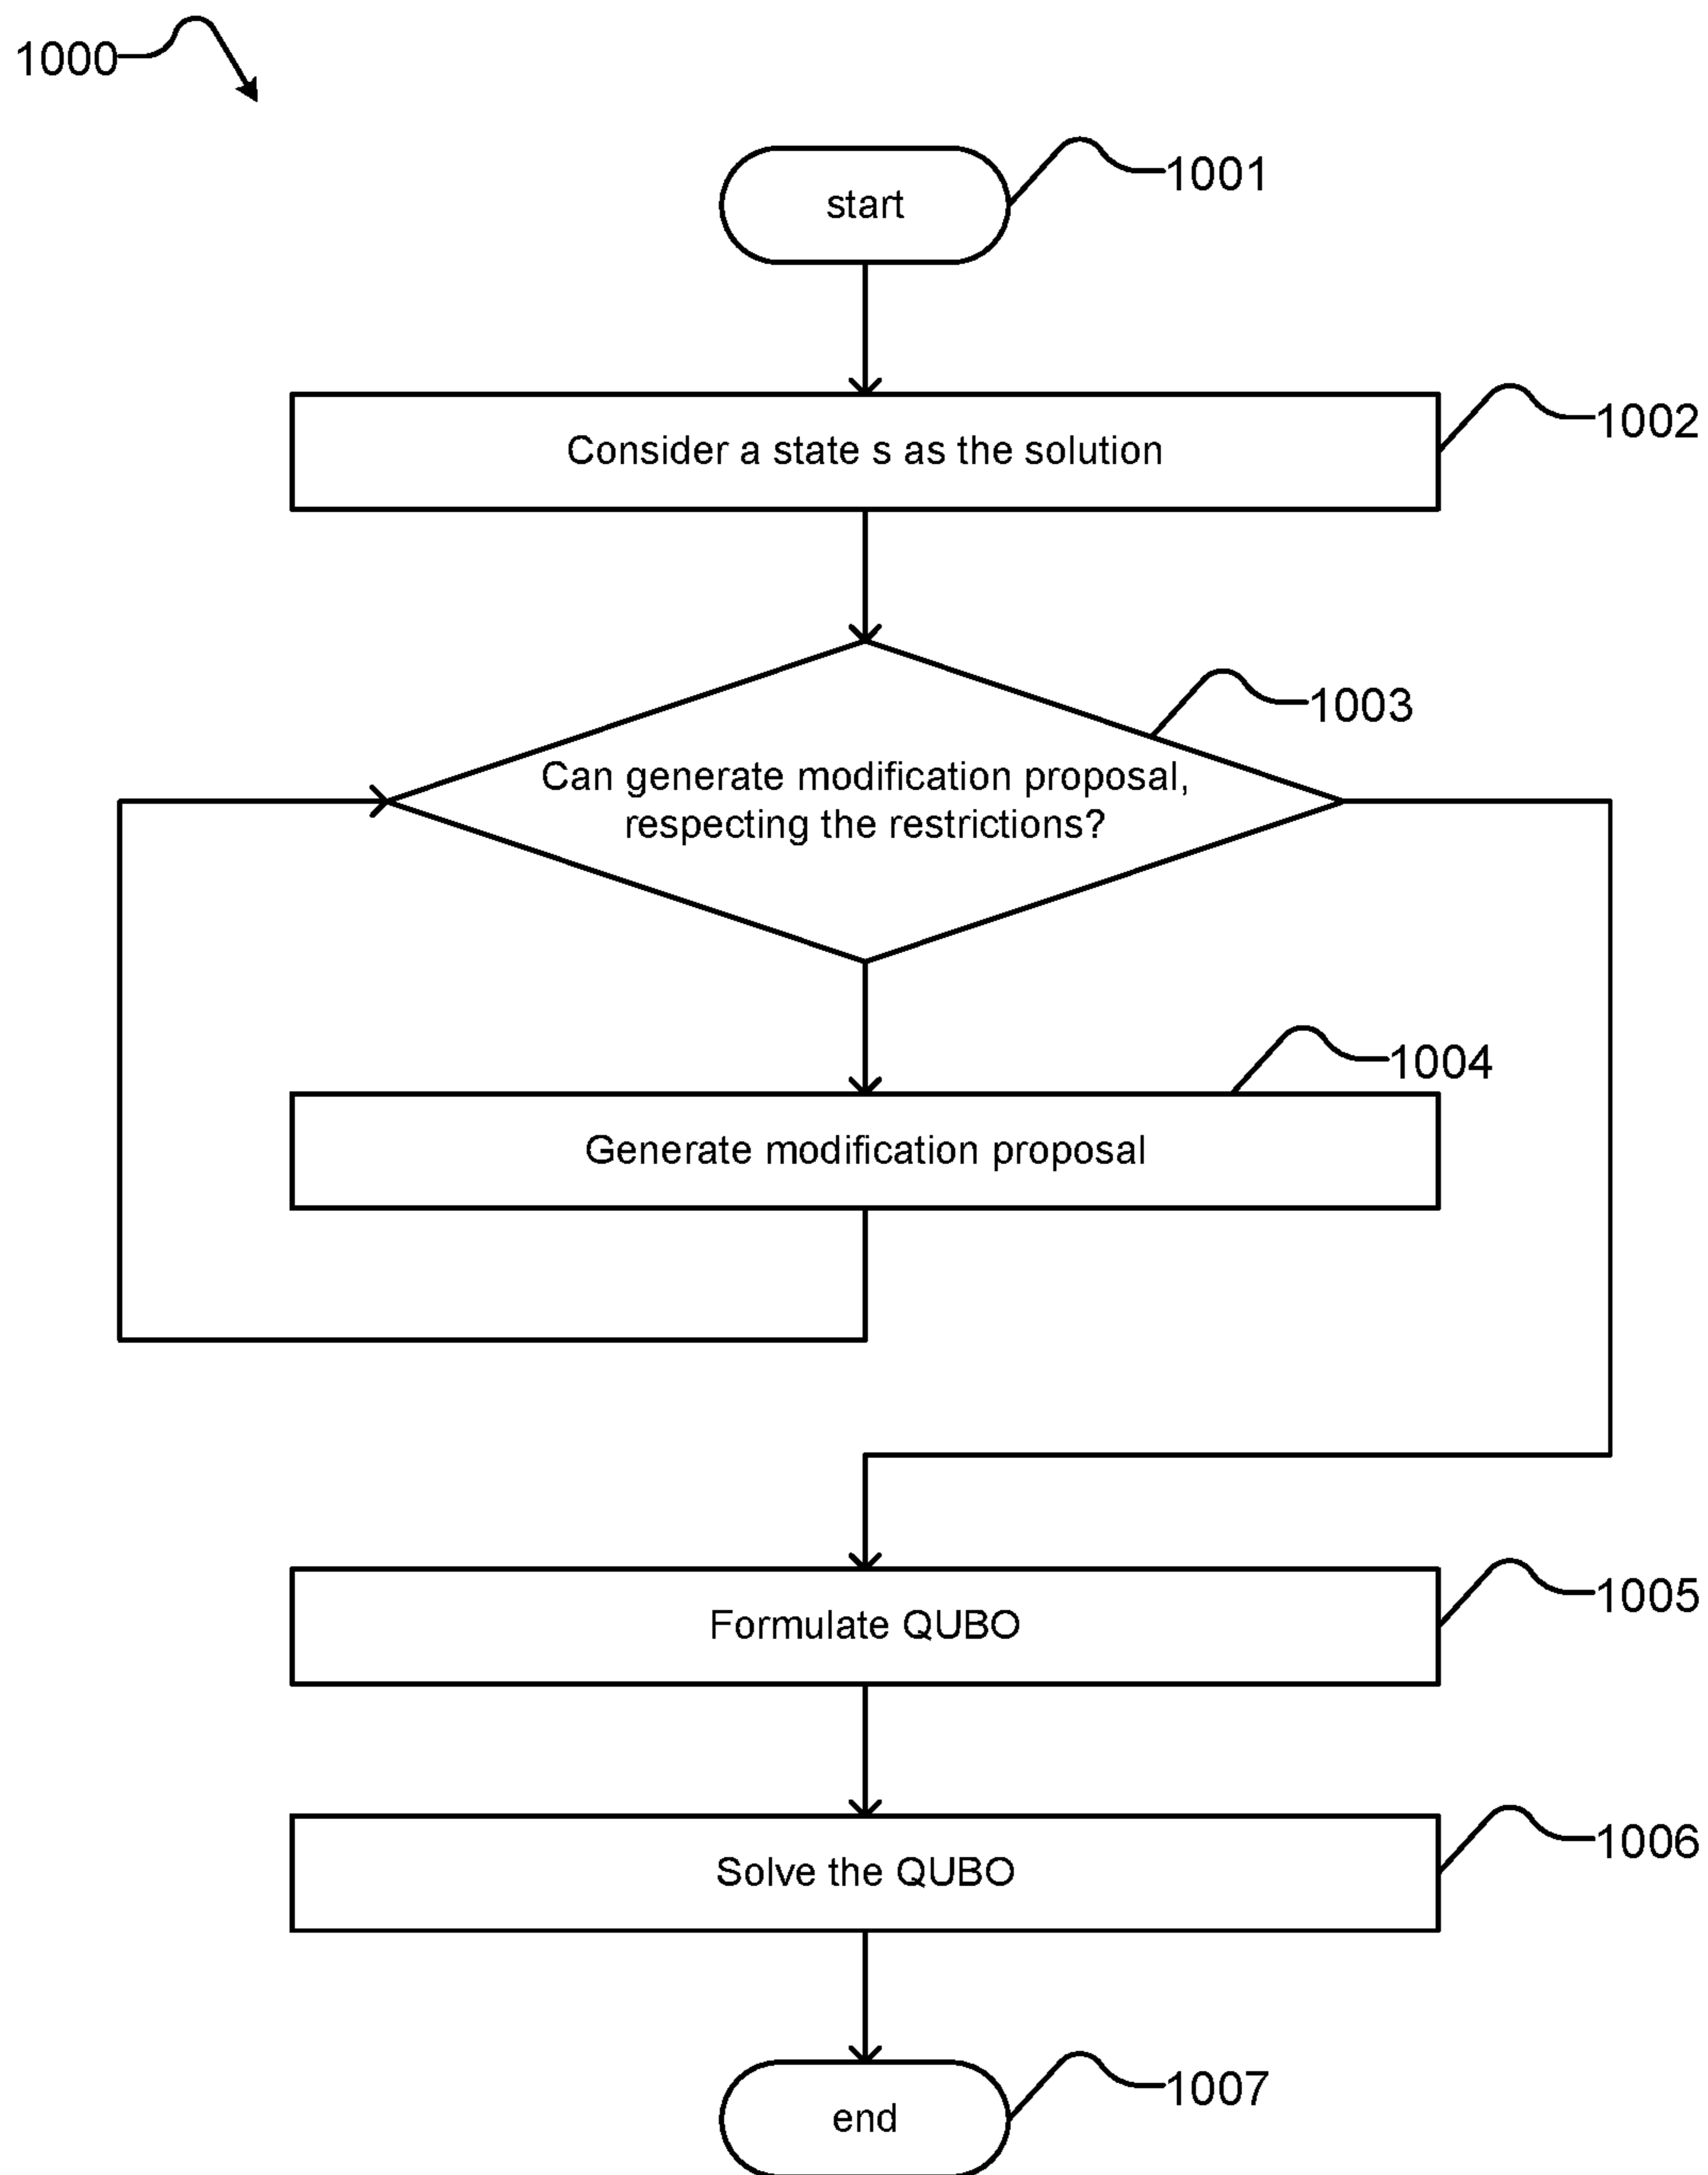 1000
start
1001
Consider a state s as the solution
1002
1003
Can generate modification proposal,
respecting the restrictions?
1004
Generate modification proposal
Formulate QUBO
1005
Solve the QUBO
1006
end
1007